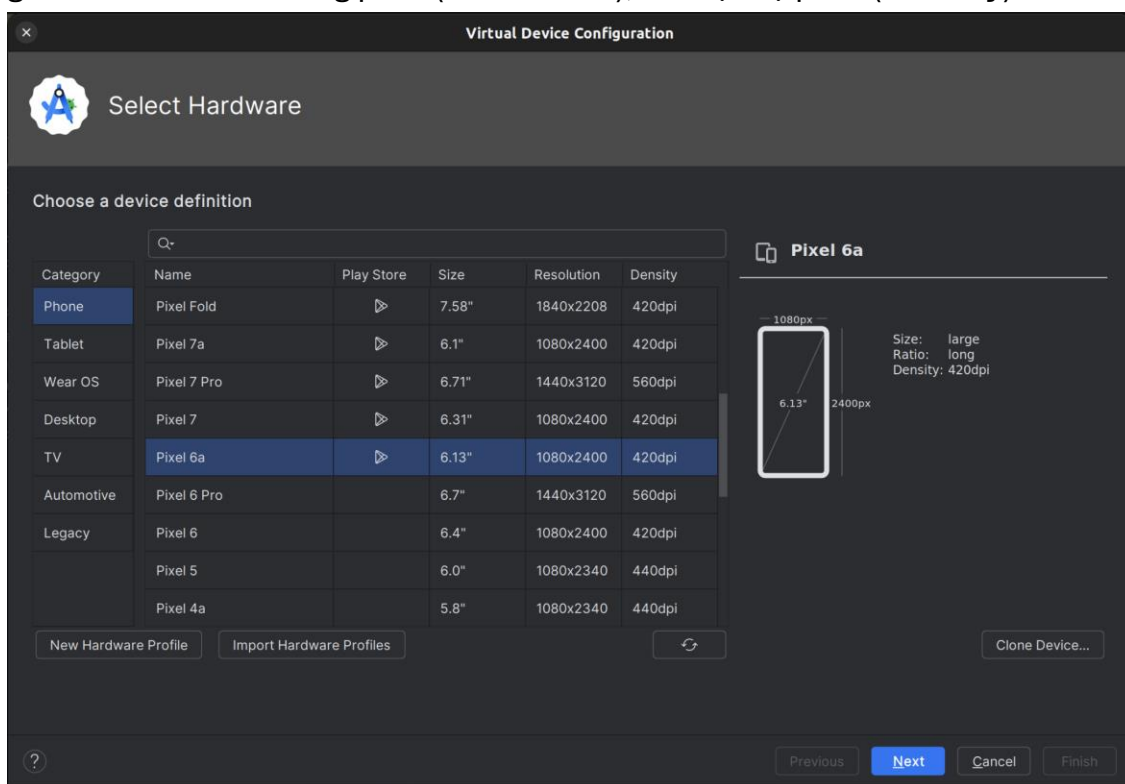 Virtual Device Configuration
Select Hardware
Choose a device definition
Category Name Play Store Size Resolution Density
Phone Pixel Fold 7.58" 1840x2208 420dpi
Tablet Pixel 7a 6.1" 1080x2400 420dpi
Wear OS Pixel 7 Pro 6.71" 1440x3120 560dpi
Desktop Pixel 7 6.31" 1080x2400 420dpi
TV Pixel 6a 6.13" 1080x2400 420dpi
Automotive Pixel 6 Pro 6.7" 1440x3120 560dpi
Legacy Pixel 6 6.4" 1080x2400 420dpi
Pixel 5 6.0" 1080x2340 440dpi
Pixel 4a 5.8" 1080x2340 440dpi
Pixel 6a
1080px
6.13" 2400px
Size: large
Ratio: long
Density: 420dpi
New Hardware Profile Import Hardware Profiles Clone Device...
? Previous Next Cancel Finish